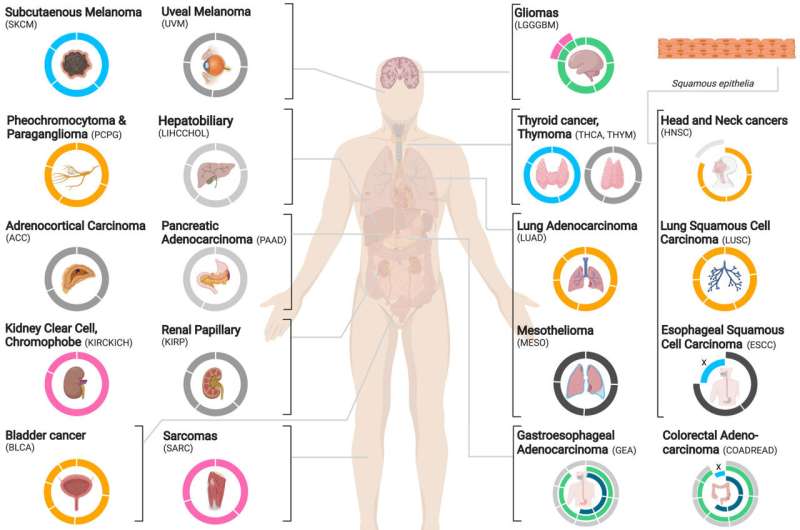 Subcutaenous Melanoma
(SKCM)
Uveal Melanoma
(UVM)
Gliomas
(LGGGBM)
Squamous epithelia
Pheochromocytoma &
Paraganglioma (PCPG)
Hepatobiliary
(LIHCCHOL)
Thyroid cancer,
Thymoma (THCA, THYM)
Head and Neck cancers
(HNSC)
Adrenocortical Carcinoma
(ACC)
Pancreatic
Adenocarcinoma (PAAD)
Lung Adenocarcinoma
(LUAD)
Lung Squamous Cell
Carcinoma (LUSC)
Kidney Clear Cell,
Chromophobe (KIRCKICH)
Renal Papillary
(KIRP)
Mesothelioma
(MESO)
Esophageal Squamous
Cell Carcinoma (ESCC)
X
Bladder cancer
(BLCA)
Sarcomas
(SARC)
Gastroesophageal
Adenocarcinoma (GEA)
Colorectal Adeno-
carcinoma (COADREAD)
X